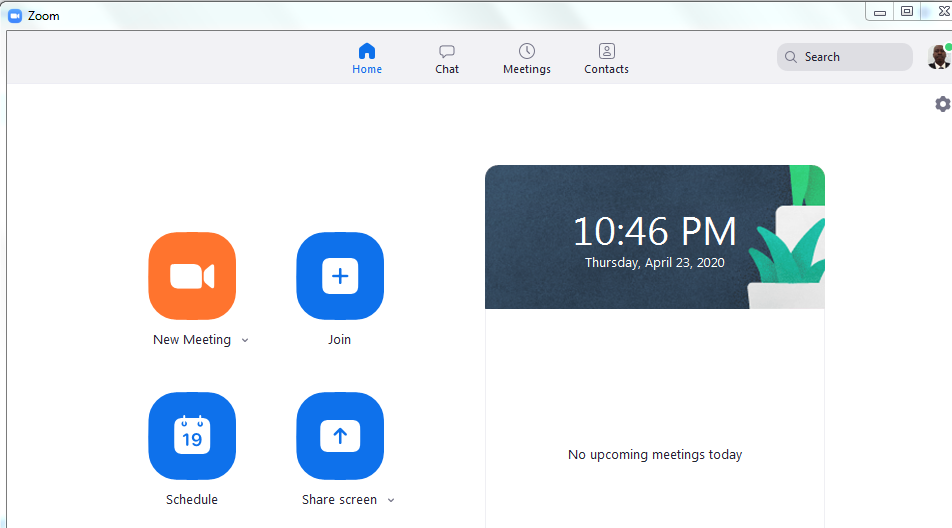 Zoom
Home
Chat
Meetings
Contacts
Search
10:46 PM
Thursday, April 23, 2020
New Meeting
Join
19
Schedule
Share screen
No upcoming meetings today